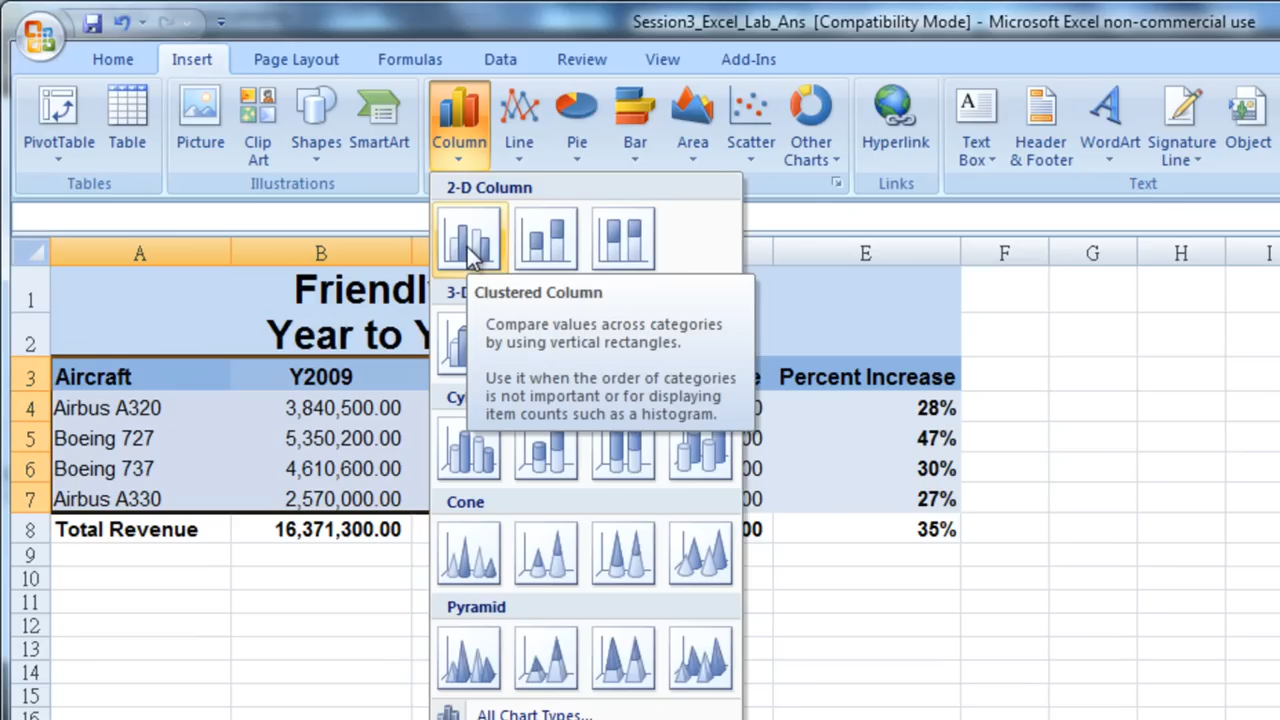 Session3_Excel_Lab_Ans [Compatibility Mode] - Microsoft Excel non-commercial use
Home Insert Page Layout Formulas Data Review View Add-Ins
PivotTable Table Picture Clip Art Shapes SmartArt Column Line Pie Bar Area Scatter Other Charts Hyperlink Text Box Header & Footer WordArt Signature Line Object
Tables Illustrations Links Text
2-D Column
A B E F G H I
1 Friendl
2 Year to Y
3-D
Clustered Column
Compare values across categories
by using vertical rectangles.
Use it when the order of categories
is not important or for displaying
item counts such as a histogram.
3 Aircraft Y2009 e Percent Increase
Cy
4 Airbus A320 3,840,500.00 28%
5 Boeing 727 5,350,200.00 00 47%
6 Boeing 737 4,610,600.00 00 30%
7 Airbus A330 2,570,000.00 00 27%
Cone
8 Total Revenue 16,371,300.00 00 35%
9
10
11
Pyramid
12
13
14
15
16
All Chart Types...